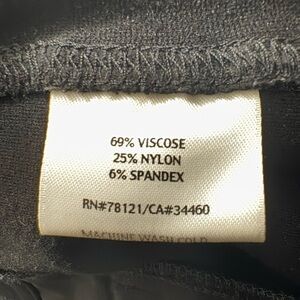 69% VISCOSE
25% NYLON
6% SPANDEX
RN#78121/CA#34460
MACHINE WASH COLD